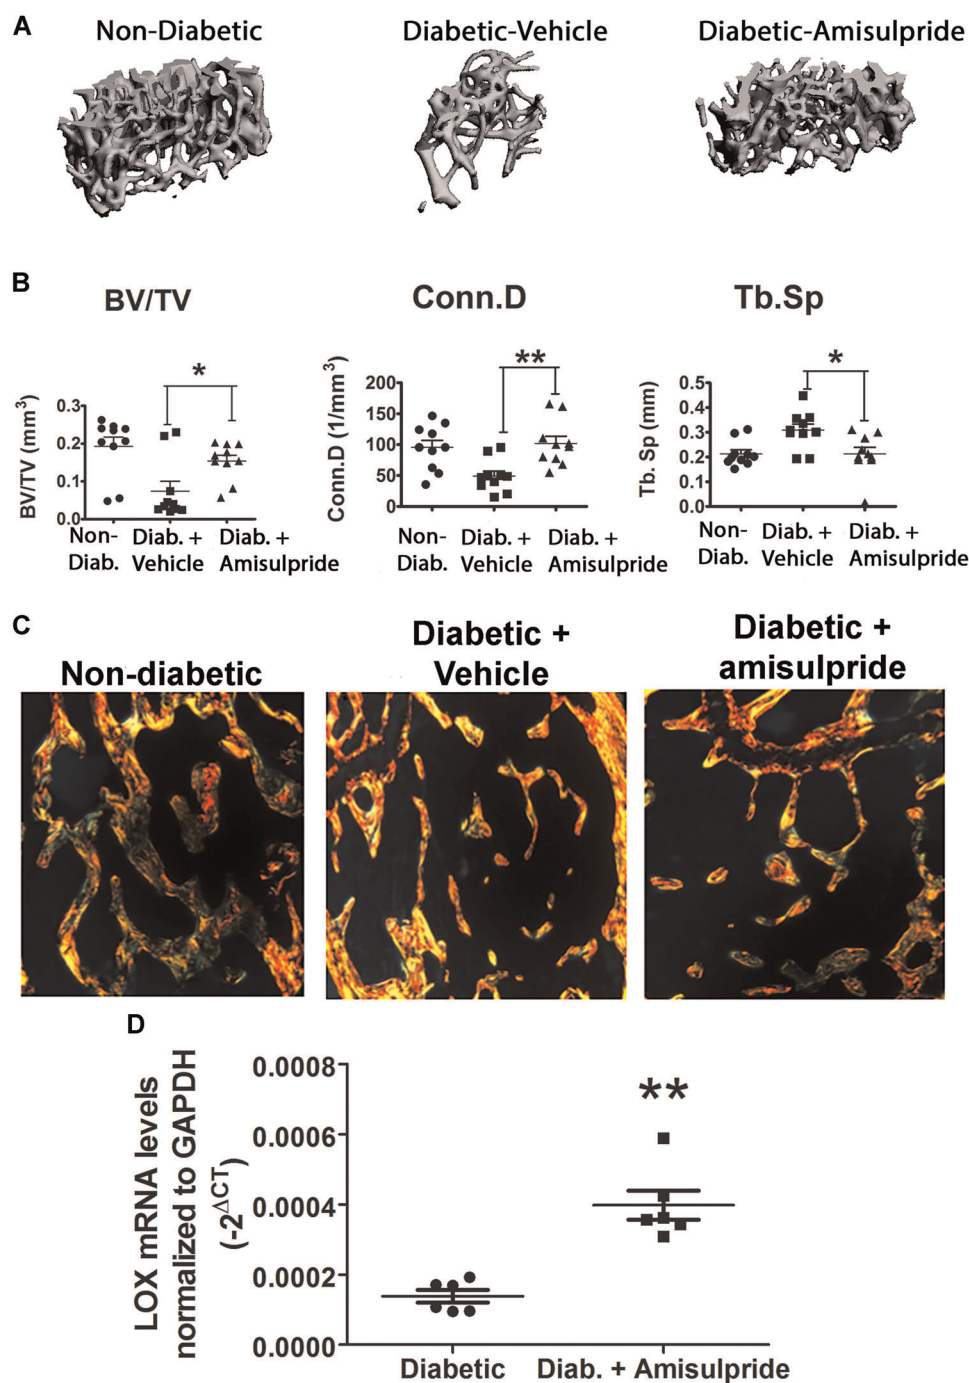 A
Non-Diabetic
Diabetic-Vehicle
Diabetic-Amisulpride
B
BV/TV
Conn.D
Tb.Sp
BV/TV (mm³)
0.3
0.2
0.1
0.0
*
Non-
Diab.
Diab. +
Vehicle
Diab. +
Amisulpride
Conn.D (1/mm³)
200
150
100
50
0
**
Non-
Diab.
Diab. +
Vehicle
Diab. +
Amisulpride
Tb. Sp (mm)
0.5
0.4
0.3
0.2
0.1
0.0
*
Non-
Diab.
Diab. +
Vehicle
Diab. +
Amisulpride
C
Non-diabetic
Diabetic +
Vehicle
Diabetic +
amisulpride
D
LOX mRNA levels
normalized to GAPDH
(-2^ΔCT)
0.0008
0.0006
0.0004
0.0002
0.0000
**
Diabetic
Diab. + Amisulpride